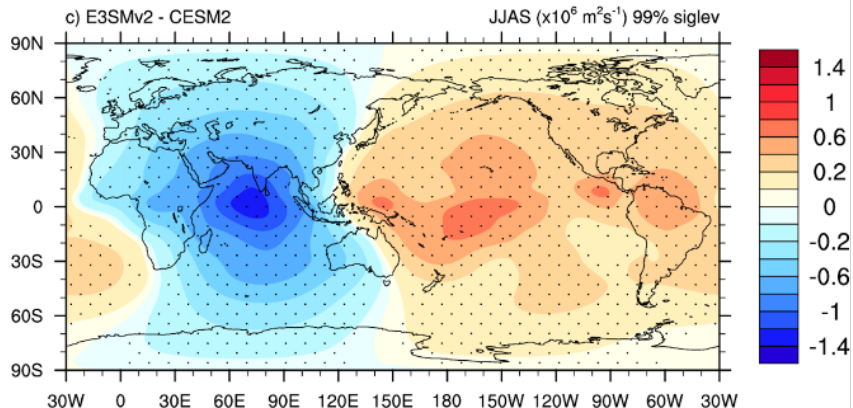 c) E3SMv2 - CESM2 JJAS (x10⁶ m²s⁻¹) 99% siglev
90N
60N
30N
0
30S
60S
90S
30W 0 30E 60E 90E 120E 150E 180 150W 120W 90W 60W 30W
1.4
1
0.6
0.2
0
-0.2
-0.6
-1
-1.4